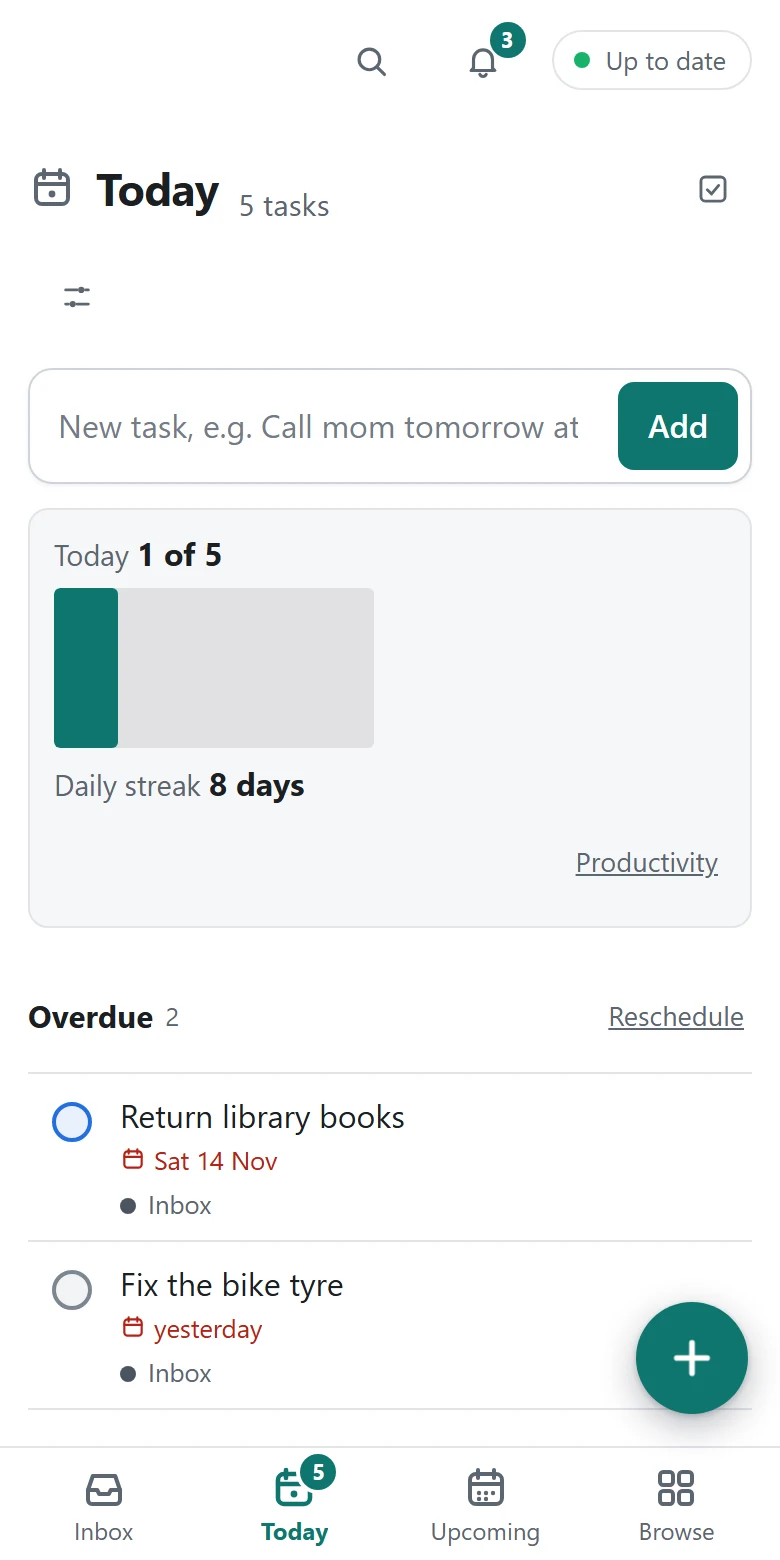 3
Up to date
Today 5 tasks
New task, e.g. Call mom tomorrow at
Add
Today 1 of 5
Daily streak 8 days
Productivity
Overdue 2
Reschedule
Return library books
Sat 14 Nov
Inbox
Fix the bike tyre
yesterday
Inbox
5
Inbox
Today
Upcoming
Browse